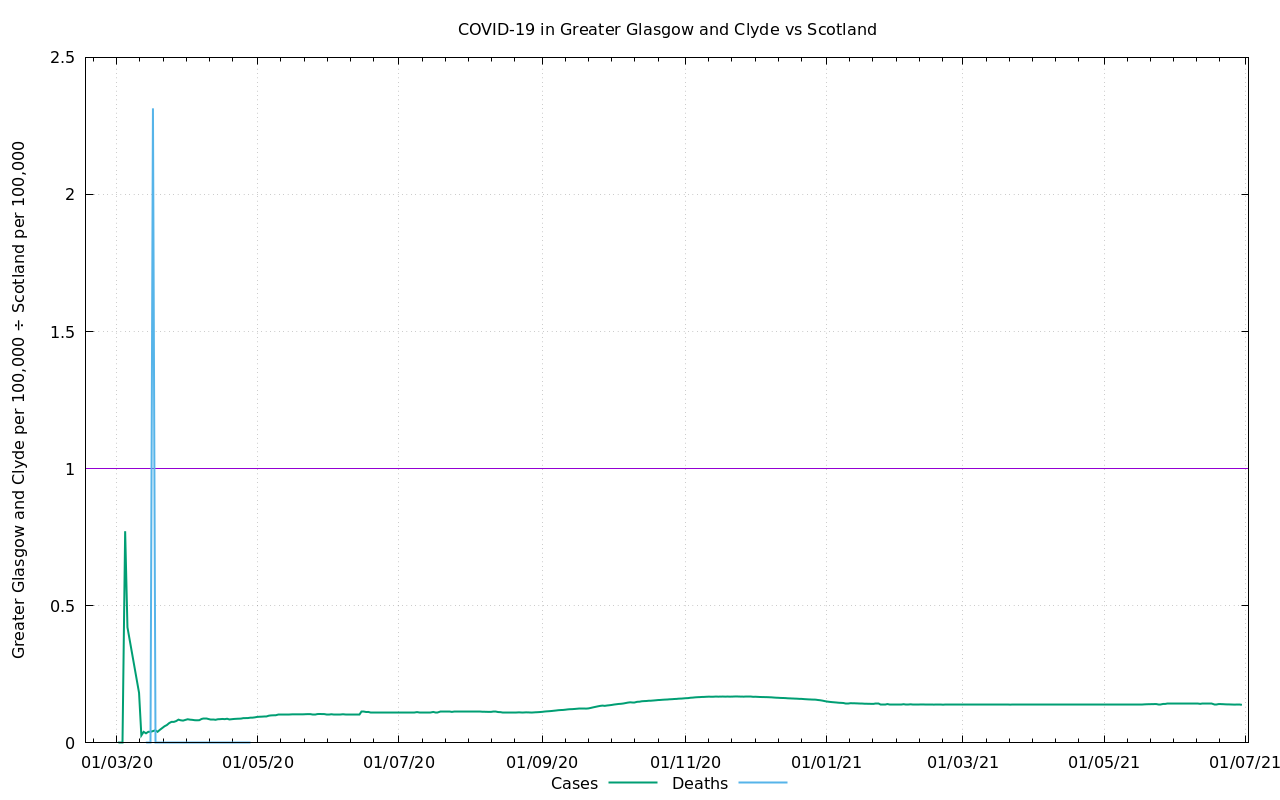 COVID-19 in Greater Glasgow and Clyde vs Scotland
Greater Glasgow and Clyde per 100,000 ÷ Scotland per 100,000
2.5
2
1.5
1
0.5
0
01/03/20 01/05/20 01/07/20 01/09/20 01/11/20 01/01/21 01/03/21 01/05/21 01/07/21
Cases Deaths